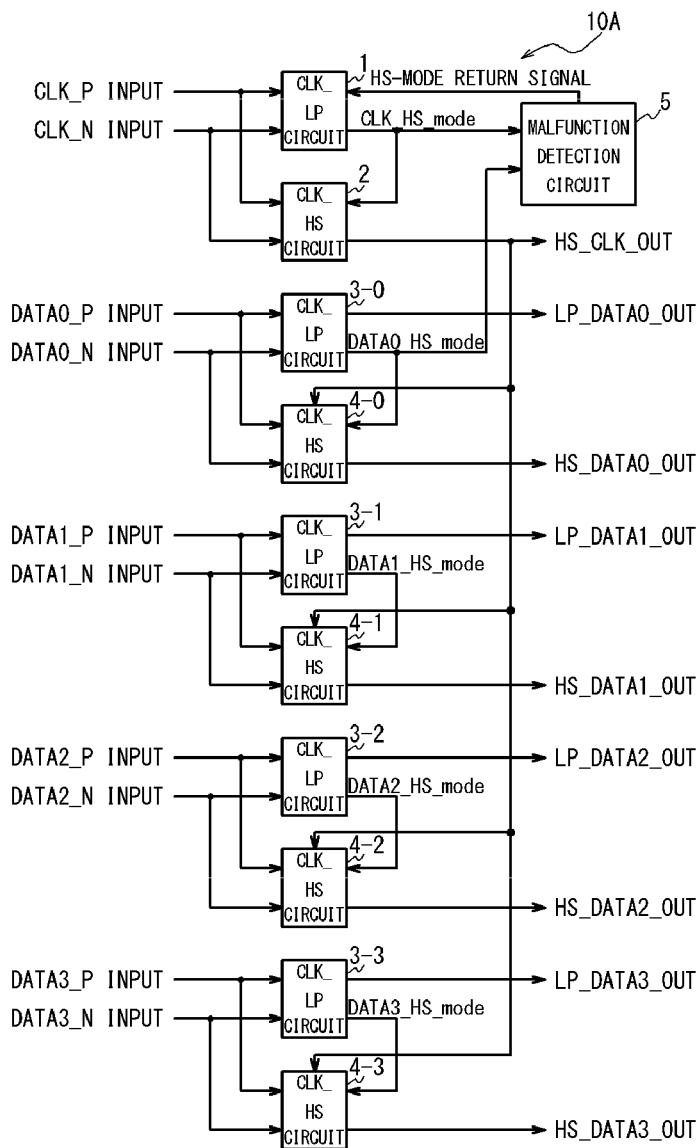 10A
1
CLK_P INPUT
CLK_
LP
CIRCUIT
HS-MODE RETURN SIGNAL
5
CLK_N INPUT
CLK_HS_mode
MALFUNCTION
DETECTION
CIRCUIT
2
CLK_
HS
CIRCUIT
HS_CLK_OUT
3-0
DATA0_P INPUT
CLK_
LP
CIRCUIT
LP_DATA0_OUT
DATA0_N INPUT
DATA0_HS_mode
4-0
CLK_
HS
CIRCUIT
HS_DATA0_OUT
3-1
DATA1_P INPUT
CLK_
LP
CIRCUIT
LP_DATA1_OUT
DATA1_N INPUT
DATA1_HS_mode
4-1
CLK_
HS
CIRCUIT
HS_DATA1_OUT
3-2
DATA2_P INPUT
CLK_
LP
CIRCUIT
LP_DATA2_OUT
DATA2_N INPUT
DATA2_HS_mode
4-2
CLK_
HS
CIRCUIT
HS_DATA2_OUT
3-3
DATA3_P INPUT
CLK_
LP
CIRCUIT
LP_DATA3_OUT
DATA3_N INPUT
DATA3_HS_mode
4-3
CLK_
HS
CIRCUIT
HS_DATA3_OUT